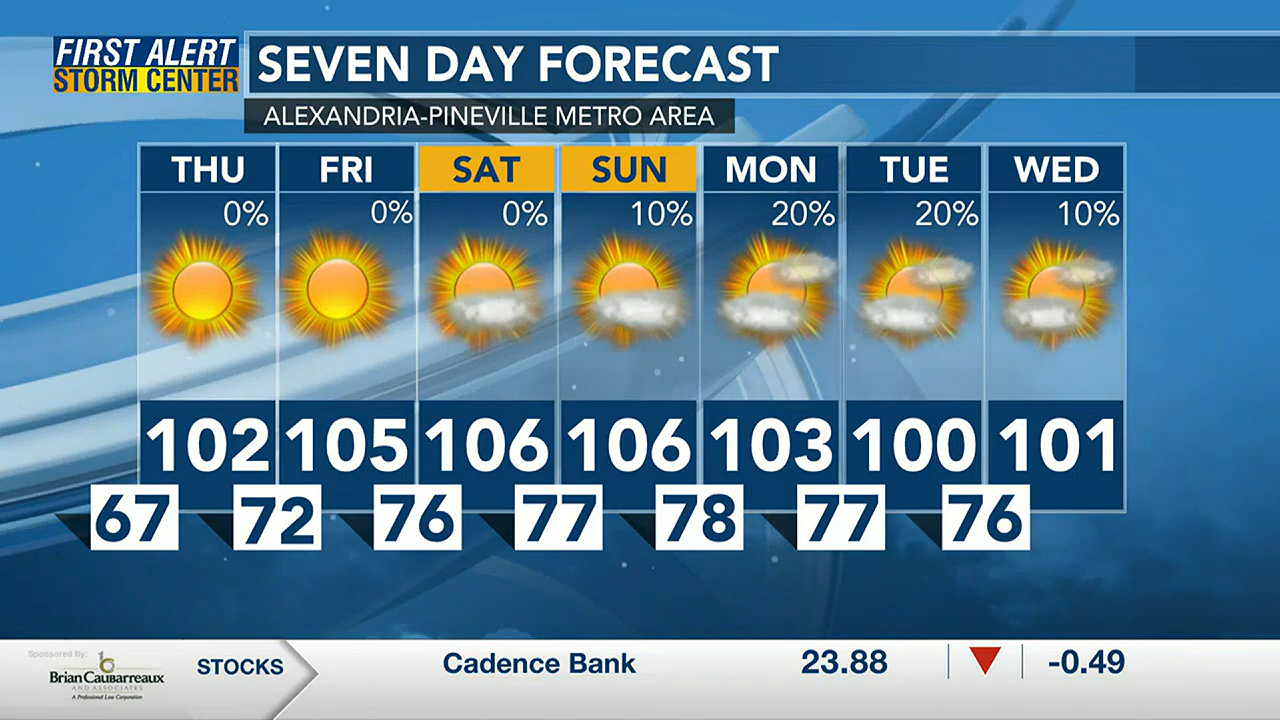 FIRST ALERT
STORM CENTER
SEVEN DAY FORECAST
ALEXANDRIA-PINEVILLE METRO AREA
THU FRI SAT SUN MON TUE WED
0% 0% 0% 10% 20% 20% 10%
102 105 106 106 103 100 101
67 72 76 77 78 77 76
Sponsored By:
Brian Caubarreaux
AND ASSOCIATES
A Professional Law Corporation
STOCKS Cadence Bank 23.88 -0.49